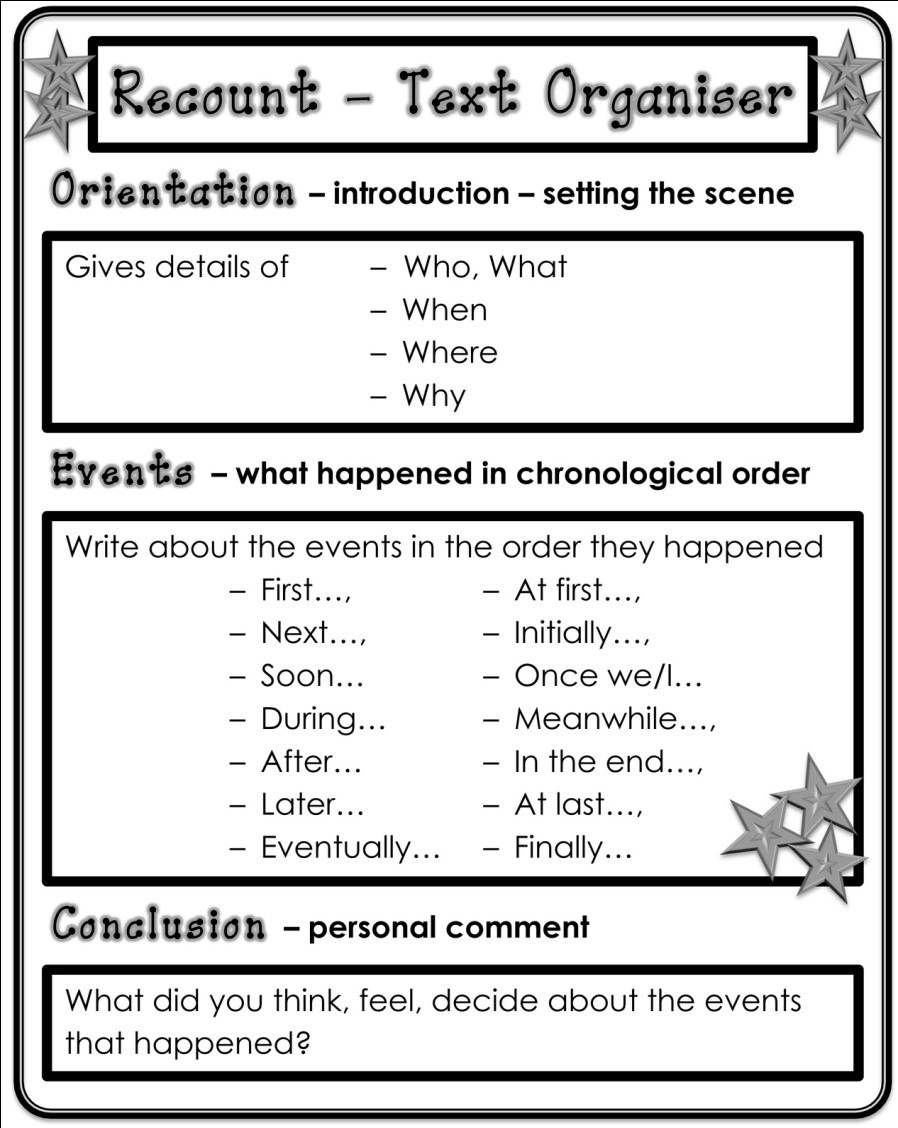 Recount – Text Organiser
Orientation – introduction – setting the scene
Gives details of – Who, What
– When
– Where
– Why
Events – what happened in chronological order
Write about the events in the order they happened
– First…, – At first…,
– Next…, – Initially…,
– Soon… – Once we/I…
– During… – Meanwhile…,
– After… – In the end…,
– Later… – At last…,
– Eventually… – Finally…
Conclusion – personal comment
What did you think, feel, decide about the events
that happened?